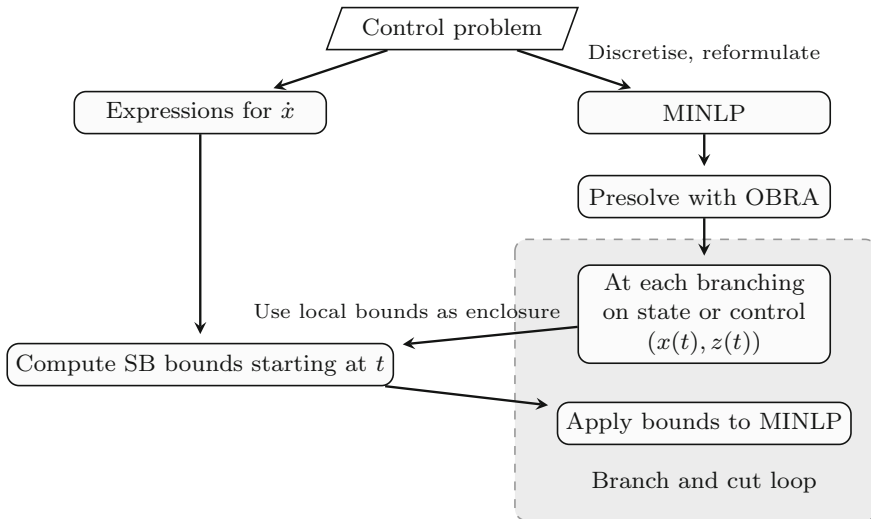 Control problem
Discretise, reformulate
Expressions for ẋ
MINLP
Presolve with OBRA
At each branching
on state or control
(x(t), z(t))
Use local bounds as enclosure
Compute SB bounds starting at t
Apply bounds to MINLP
Branch and cut loop